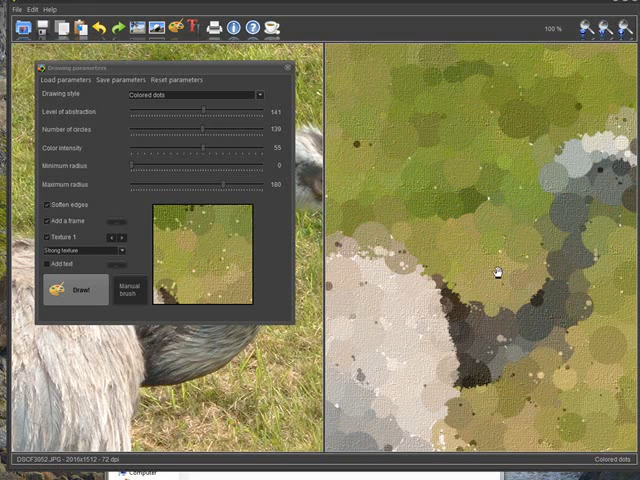 File Edit Help
100 %
Drawing parameters
Load parameters Save parameters Reset parameters
Drawing style Colored dots
Level of abstraction 141
Number of circles 139
Color intensity 55
Minimum radius 0
Maximum radius 180
Soften edges
Add a frame ...
Texture 1
Strong texture
Add text ...
Draw!
Manual
brush
DSCF3952.JPG - 2016x1512 - 72 dpi Colored dots
Computer